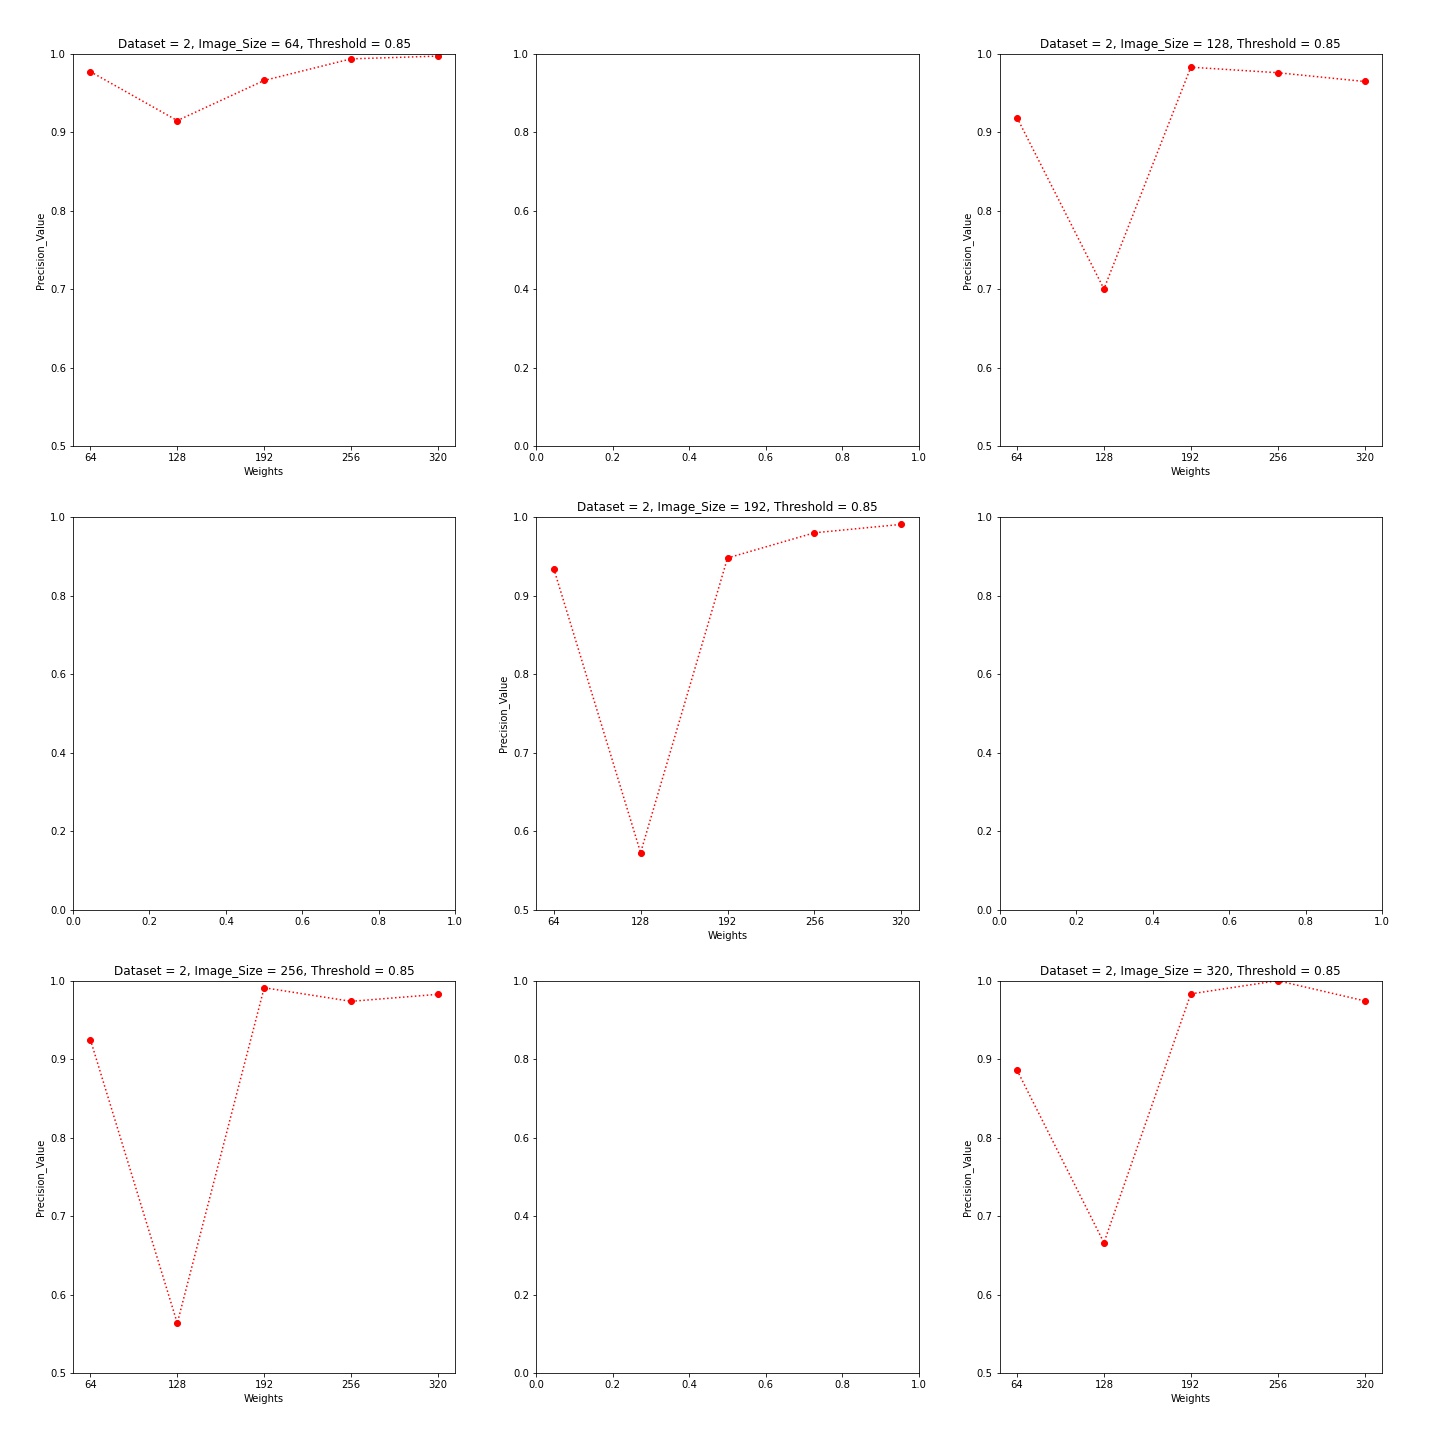 Dataset = 2, Image_Size = 64, Threshold = 0.85
1.0
0.9
0.8
0.7
0.6
0.5
Precision_Value
64 128 192 256 320
Weights
1.0
0.8
0.6
0.4
0.2
0.0
0.0 0.2 0.4 0.6 0.8 1.0
Dataset = 2, Image_Size = 128, Threshold = 0.85
1.0
0.9
0.8
0.7
0.6
0.5
Precision_Value
64 128 192 256 320
Weights
1.0
0.8
0.6
0.4
0.2
0.0
0.0 0.2 0.4 0.6 0.8 1.0
Dataset = 2, Image_Size = 192, Threshold = 0.85
1.0
0.9
0.8
0.7
0.6
0.5
Precision_Value
64 128 192 256 320
Weights
1.0
0.8
0.6
0.4
0.2
0.0
0.0 0.2 0.4 0.6 0.8 1.0
Dataset = 2, Image_Size = 256, Threshold = 0.85
1.0
0.9
0.8
0.7
0.6
0.5
Precision_Value
64 128 192 256 320
Weights
1.0
0.8
0.6
0.4
0.2
0.0
0.0 0.2 0.4 0.6 0.8 1.0
Dataset = 2, Image_Size = 320, Threshold = 0.85
1.0
0.9
0.8
0.7
0.6
0.5
Precision_Value
64 128 192 256 320
Weights